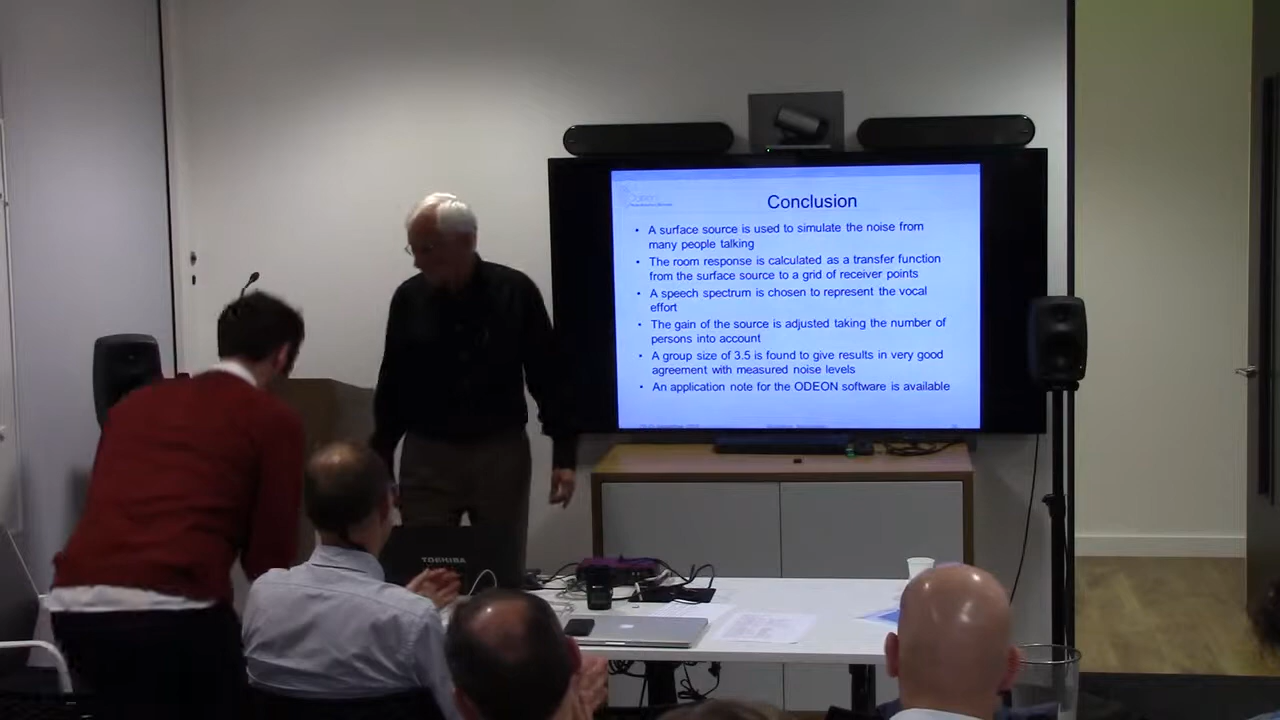 Conclusion
• A surface source is used to simulate the noise from
many people talking
• The room response is calculated as a transfer function
from the surface source to a grid of receiver points
• A speech spectrum is chosen to represent the vocal
effort
• The gain of the source is adjusted taking the number of
persons into account
• A group size of 3.5 is found to give results in very good
agreement with measured noise levels
• An application note for the ODEON software is available
TOSHIBA